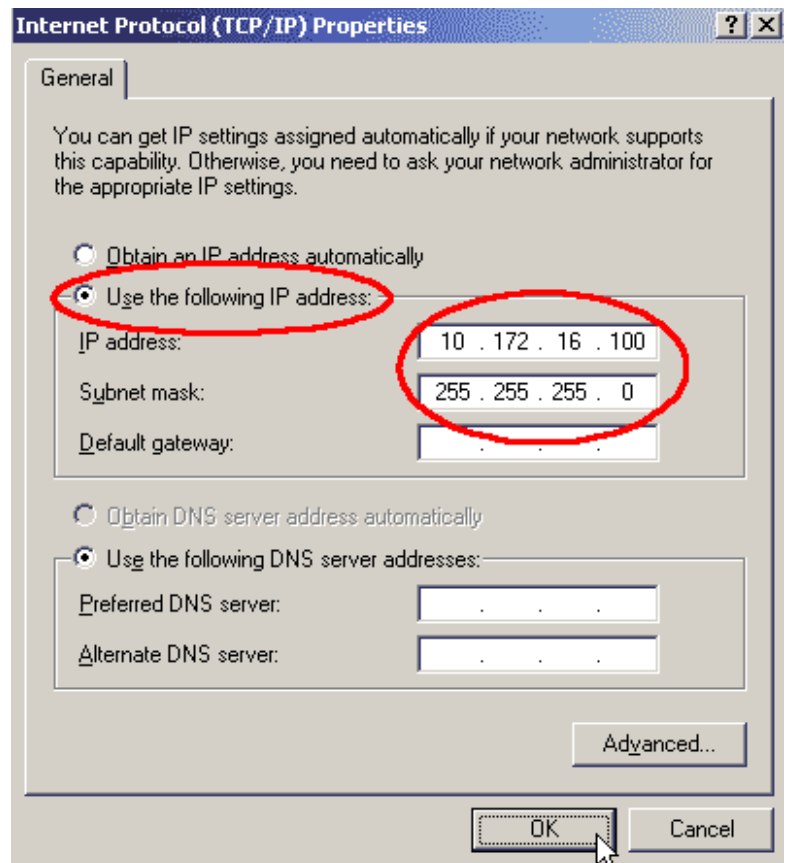 Internet Protocol (TCP/IP) Properties
General
You can get IP settings assigned automatically if your network supports
this capability. Otherwise, you need to ask your network administrator for
the appropriate IP settings.
Obtain an IP address automatically
Use the following IP address:
IP address: 10 . 172 . 16 . 100
Subnet mask: 255 . 255 . 255 . 0
Default gateway: . . .
Obtain DNS server address automatically
Use the following DNS server addresses:
Preferred DNS server: . . .
Alternate DNS server: . . .
Advanced...
OK Cancel